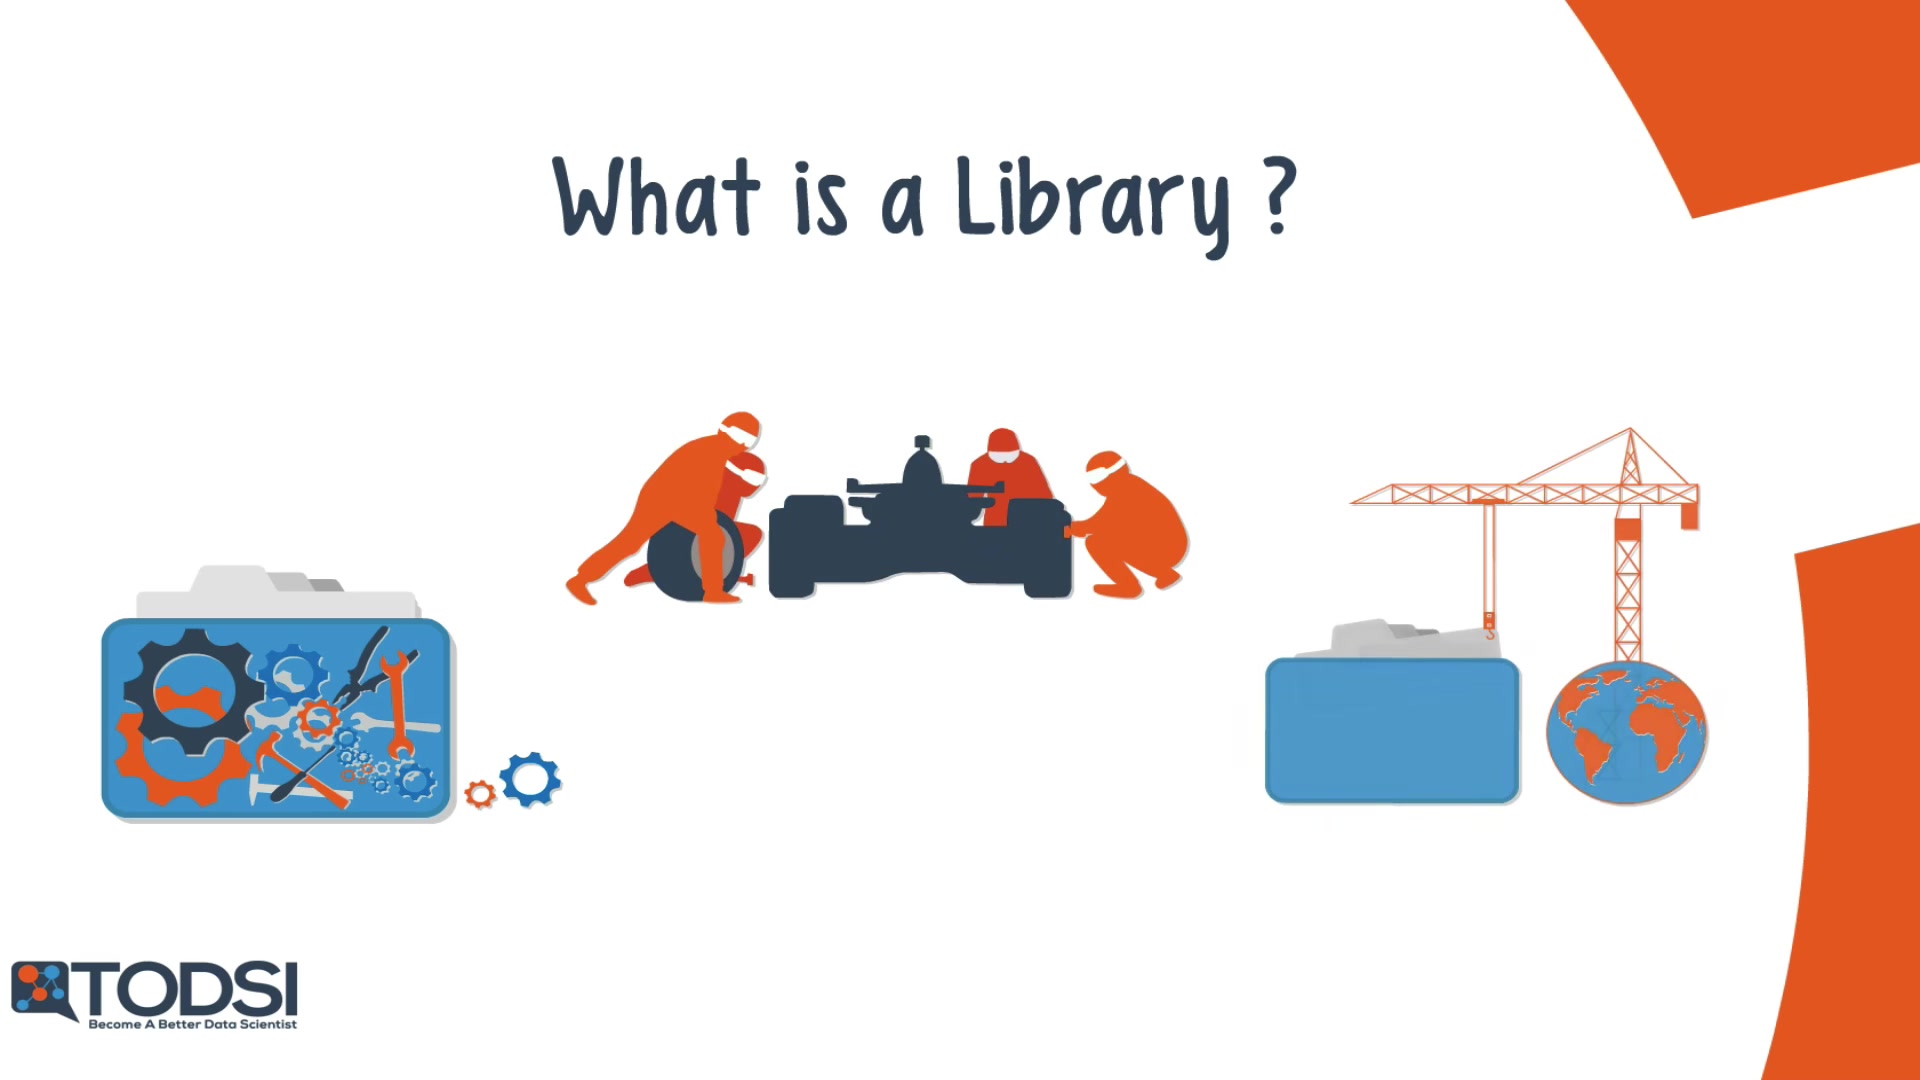 What is a Library ?
TODSI
Become A Better Data Scientist